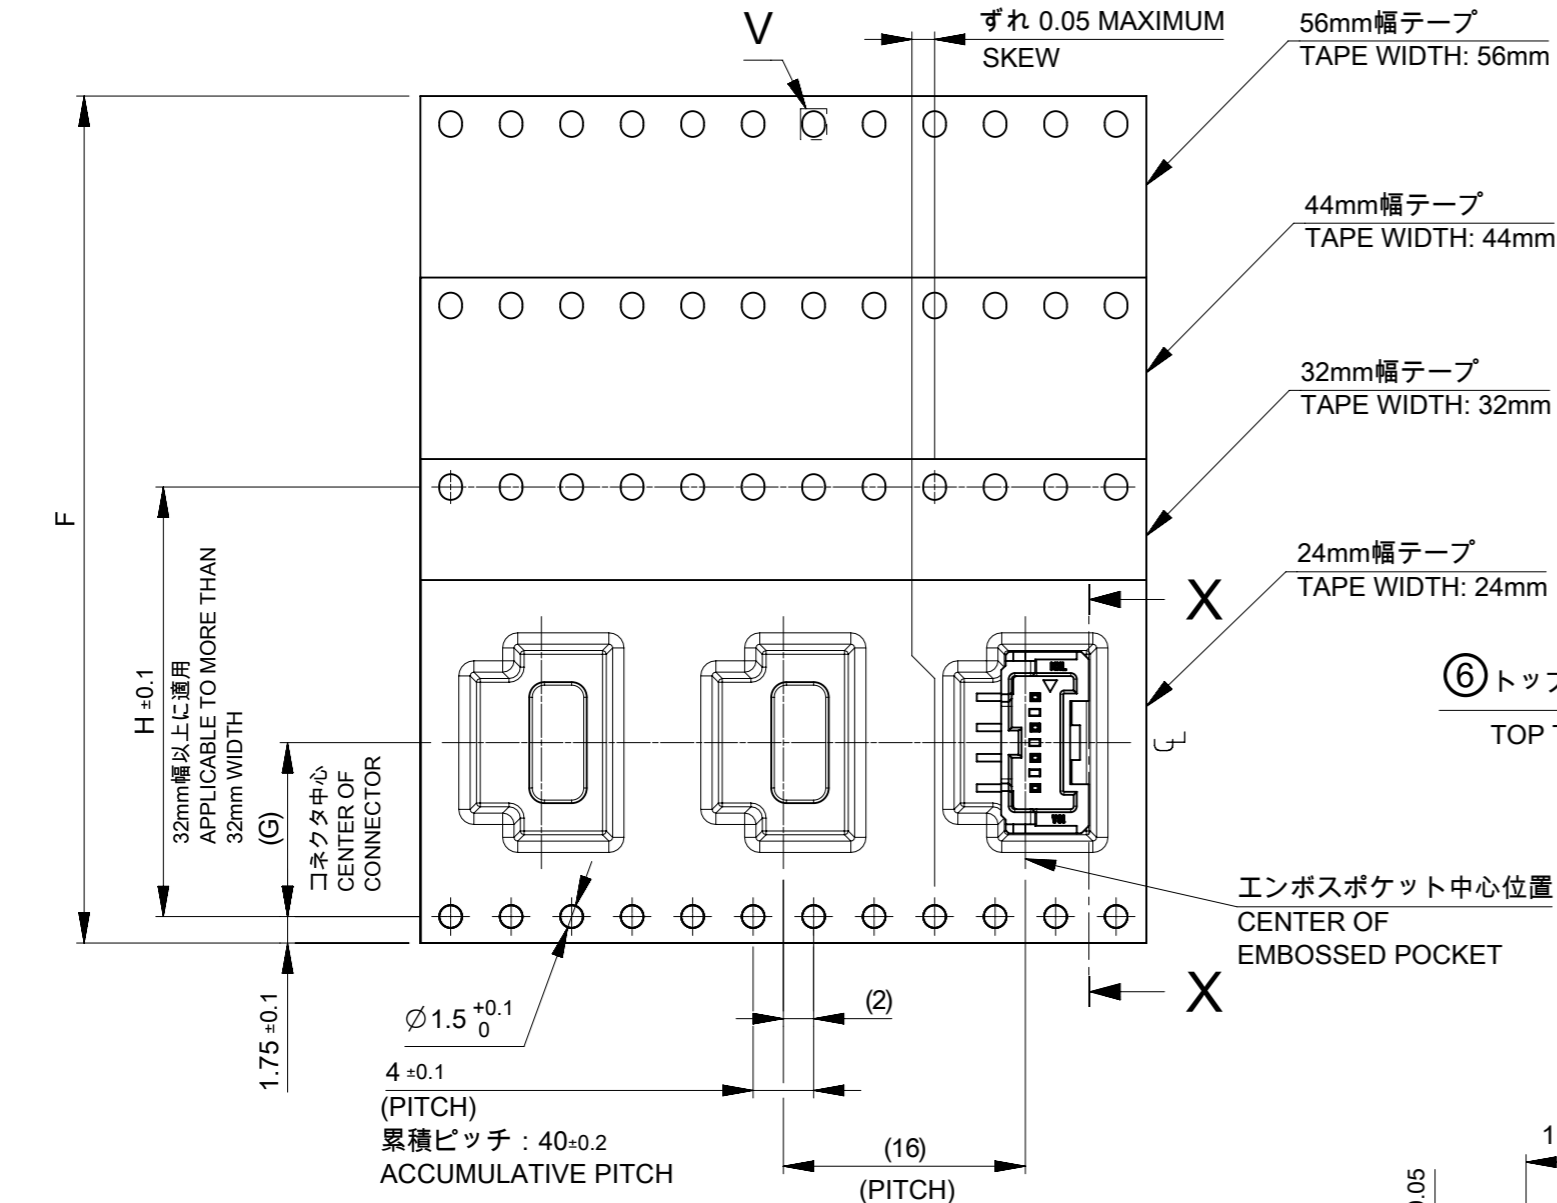 V
ずれ 0.05 MAXIMUM
SKEW
56mm幅テープ
TAPE WIDTH: 56mm
44mm幅テープ
TAPE WIDTH: 44mm
32mm幅テープ
TAPE WIDTH: 32mm
24mm幅テープ
TAPE WIDTH: 24mm
X
⑥トップ
TOP T
F
H ±0.1
32mm幅以上に適用
APPLICABLE TO MORE THAN
32mm WIDTH
(G)
コネクタ中心
CENTER OF
CONNECTOR
℄
エンボスポケット中心位置
CENTER OF
EMBOSSED POCKET
X
1.75 ±0.1
∅1.5 +0.1
0
(2)
4 ±0.1
(PITCH)
累積ピッチ : 40±0.2
ACCUMULATIVE PITCH
(16)
(PITCH)
1
0.05